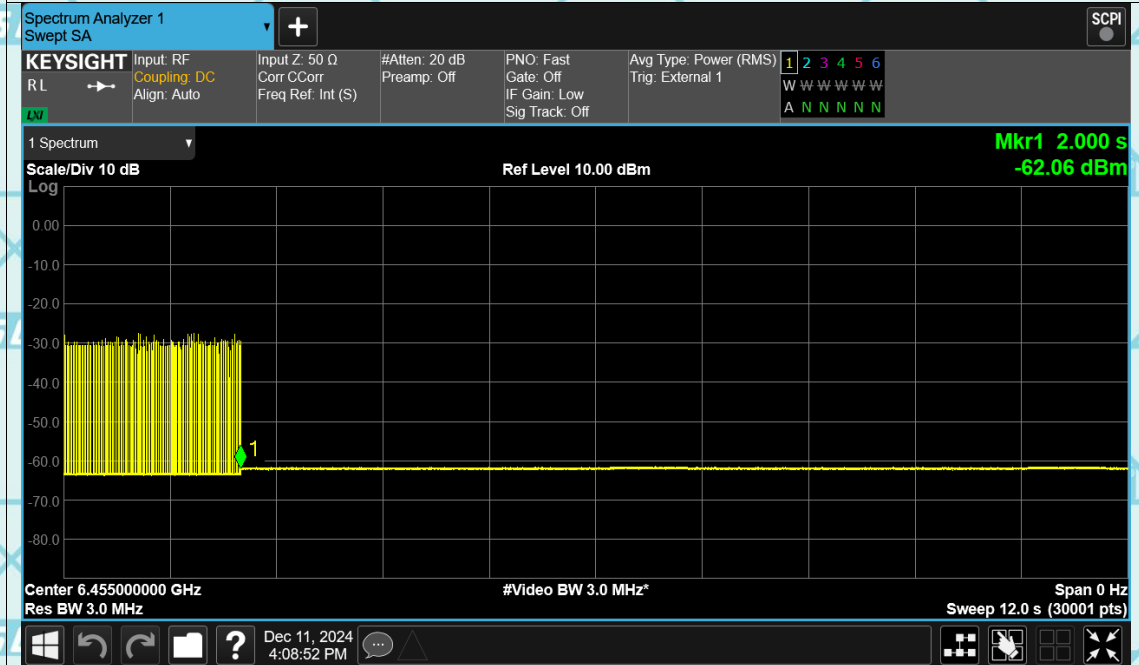 Spectrum Analyzer 1
Swept SA
+
SCPI
KEYSIGHT
R L
LXI
Input: RF
Coupling: DC
Align: Auto
Input Z: 50 Ω
Corr CCorr
Freq Ref: Int (S)
#Atten: 20 dB
Preamp: Off
PNO: Fast
Gate: Off
IF Gain: Low
Sig Track: Off
Avg Type: Power (RMS)
Trig: External 1
1 2 3 4 5 6
W W W W W W
A N N N N N
1 Spectrum
Mkr1 2.000 s
-62.06 dBm
Scale/Div 10 dB
Ref Level 10.00 dBm
Log
0.00
-10.0
-20.0
-30.0
-40.0
-50.0
-60.0
-70.0
-80.0
1
Center 6.455000000 GHz
#Video BW 3.0 MHz*
Span 0 Hz
Res BW 3.0 MHz
Sweep 12.0 s (30001 pts)
?
Dec 11, 2024
4:08:52 PM